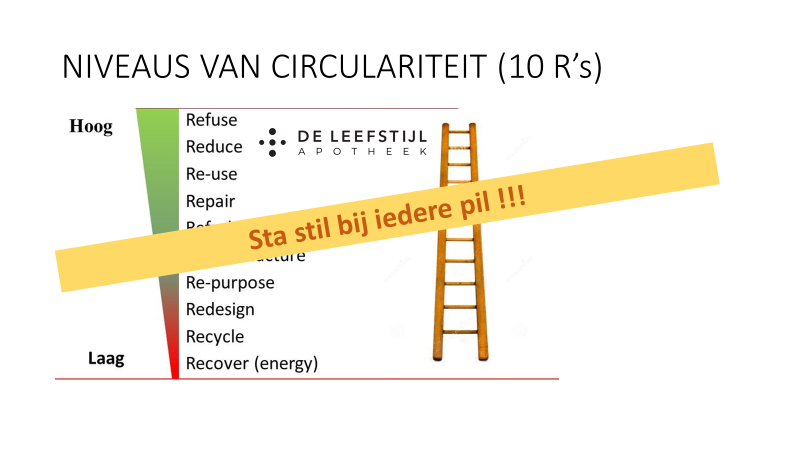 NIVEAUS VAN CIRCULARITEIT (10 R’s)
Hoog
Refuse
Reduce
DE LEEFSTIJL
APOTHEEK
Re-use
Repair
Sta stil bij iedere pil !!!
Re-purpose
Redesign
Recycle
Laag
Recover (energy)